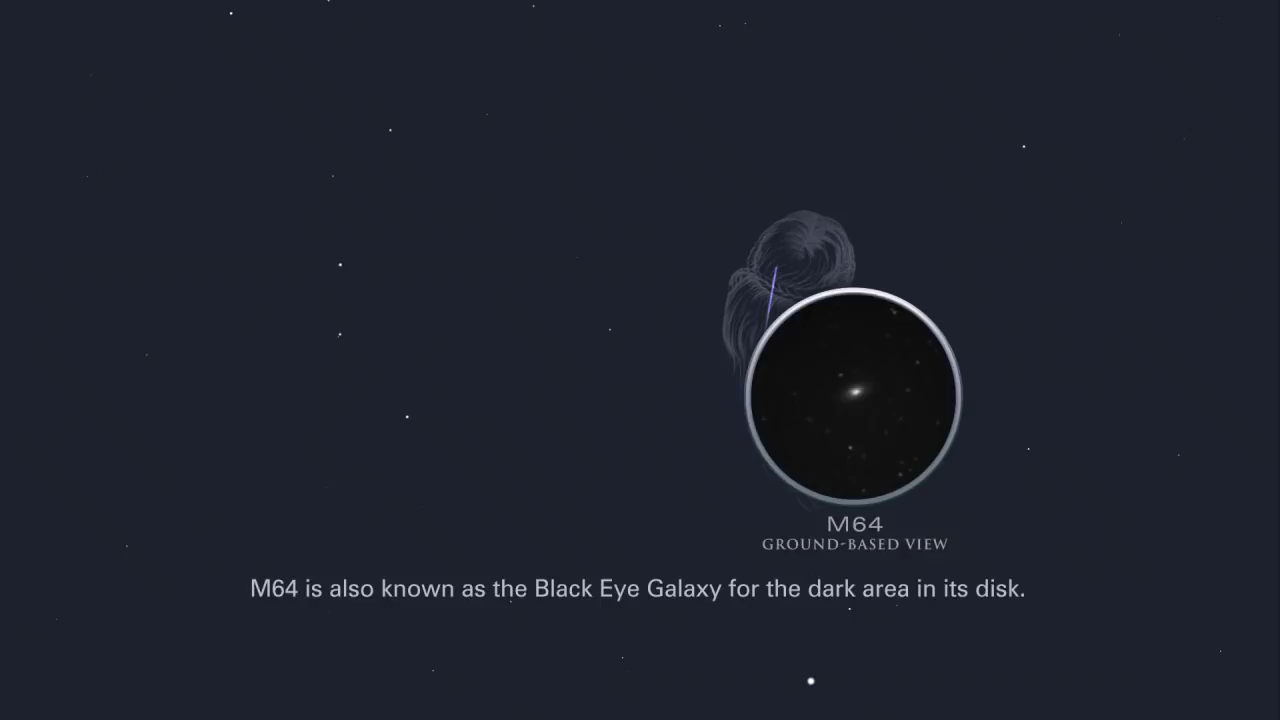 M64
GROUND-BASED VIEW
M64 is also known as the Black Eye Galaxy for the dark area in its disk.